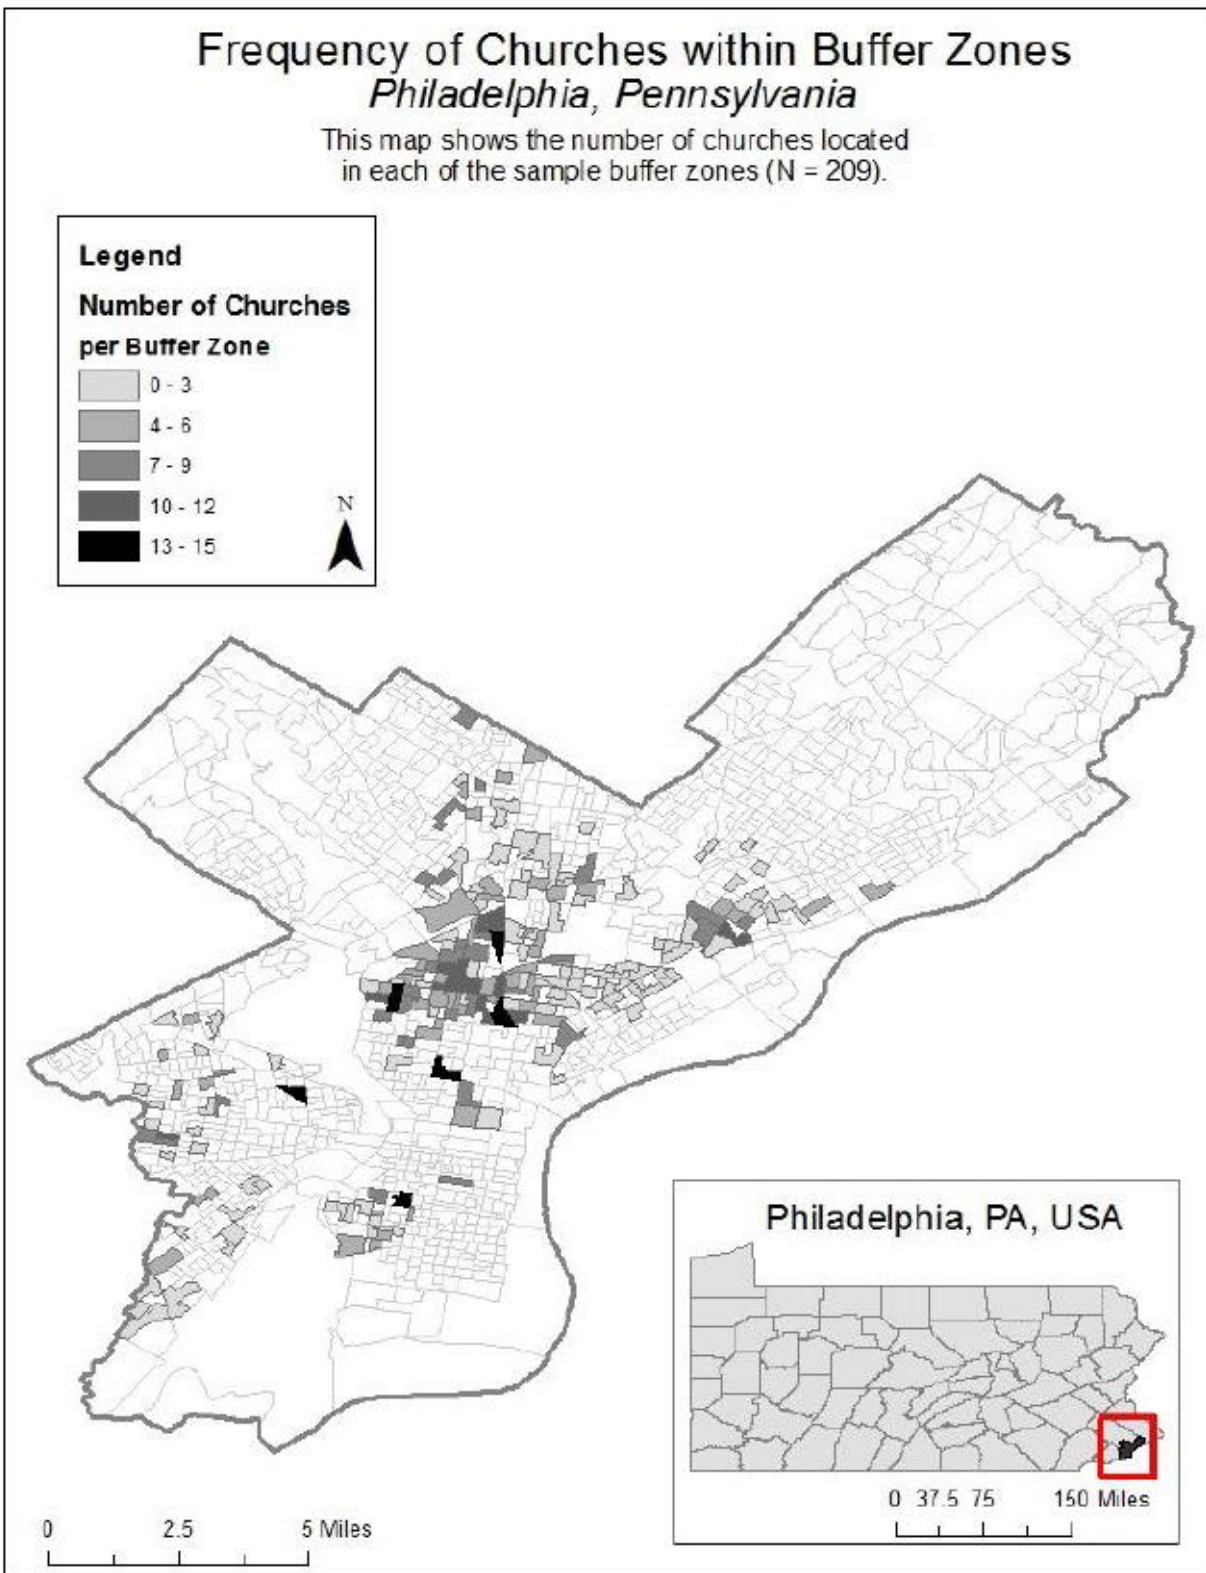 Frequency of Churches within Buffer Zones
Philadelphia, Pennsylvania
This map shows the number of churches located
in each of the sample buffer zones (N = 209).
Legend
Number of Churches
per Buffer Zone
0 - 3
4 - 6
7 - 9
10 - 12
13 - 15
N
Philadelphia, PA, USA
0 37.5 75 150 Miles
0 2.5 5 Miles